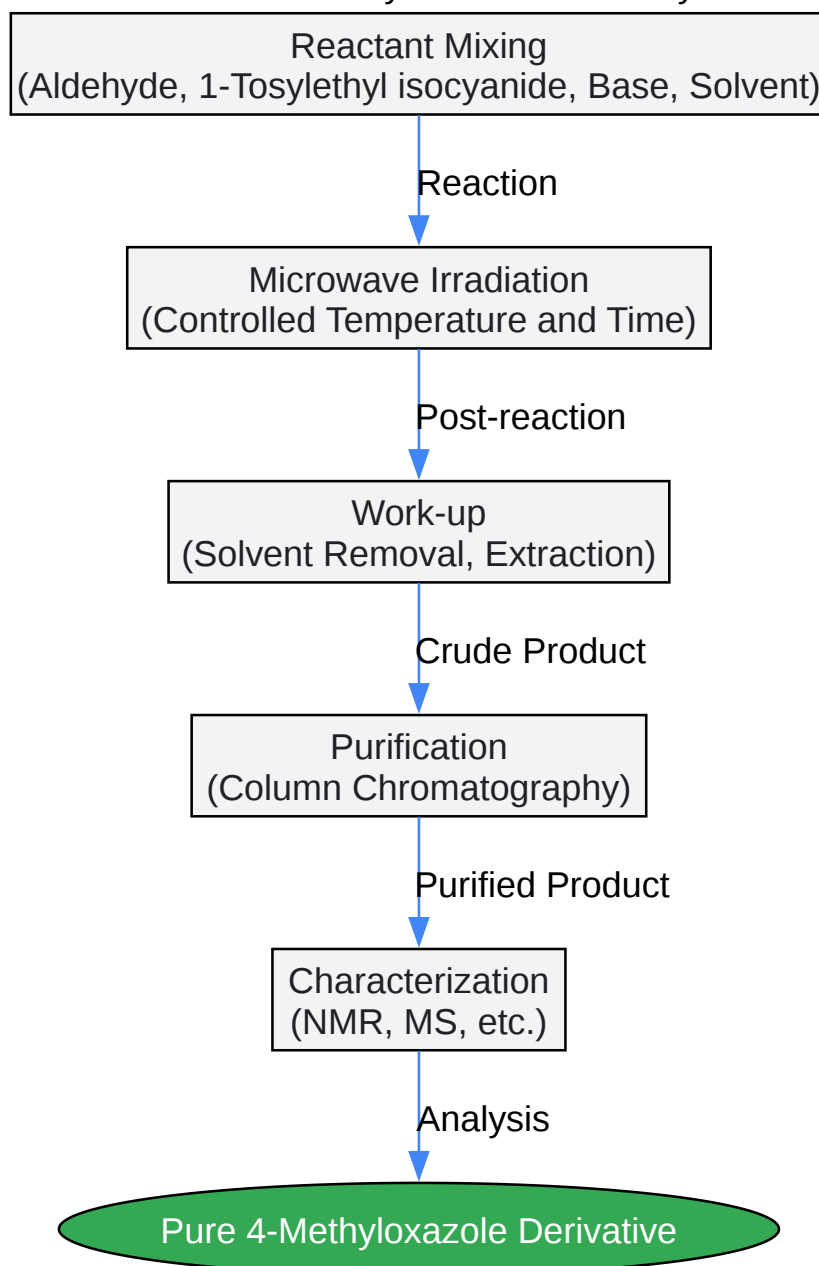 Reactant Mixing
(Aldehyde, 1-Tosylethyl isocyanide, Base, Solvent)
Reaction
Microwave Irradiation
(Controlled Temperature and Time)
Post-reaction
Work-up
(Solvent Removal, Extraction)
Crude Product
Purification
(Column Chromatography)
Purified Product
Characterization
(NMR, MS, etc.)
Analysis
Pure 4-Methyloxazole Derivative